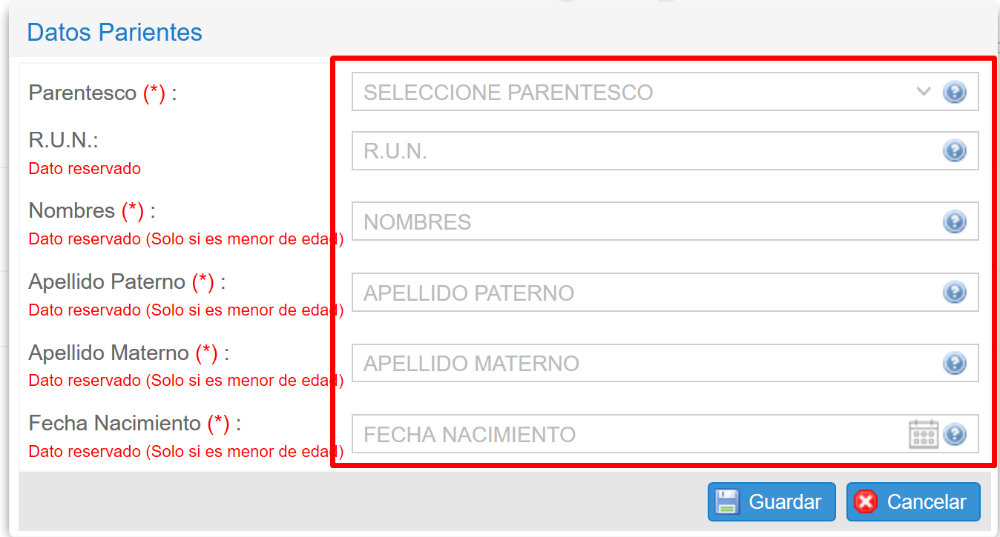 Datos Parientes
Parentesco (*) :
SELECCIONE PARENTESCO
R.U.N.:
R.U.N.
Dato reservado
Nombres (*) :
NOMBRES
Dato reservado (Solo si es menor de edad)
Apellido Paterno (*) :
APELLIDO PATERNO
Dato reservado (Solo si es menor de edad)
Apellido Materno (*) :
APELLIDO MATERNO
Dato reservado (Solo si es menor de edad)
Fecha Nacimiento (*) :
FECHA NACIMIENTO
Dato reservado (Solo si es menor de edad)
Guardar
Cancelar